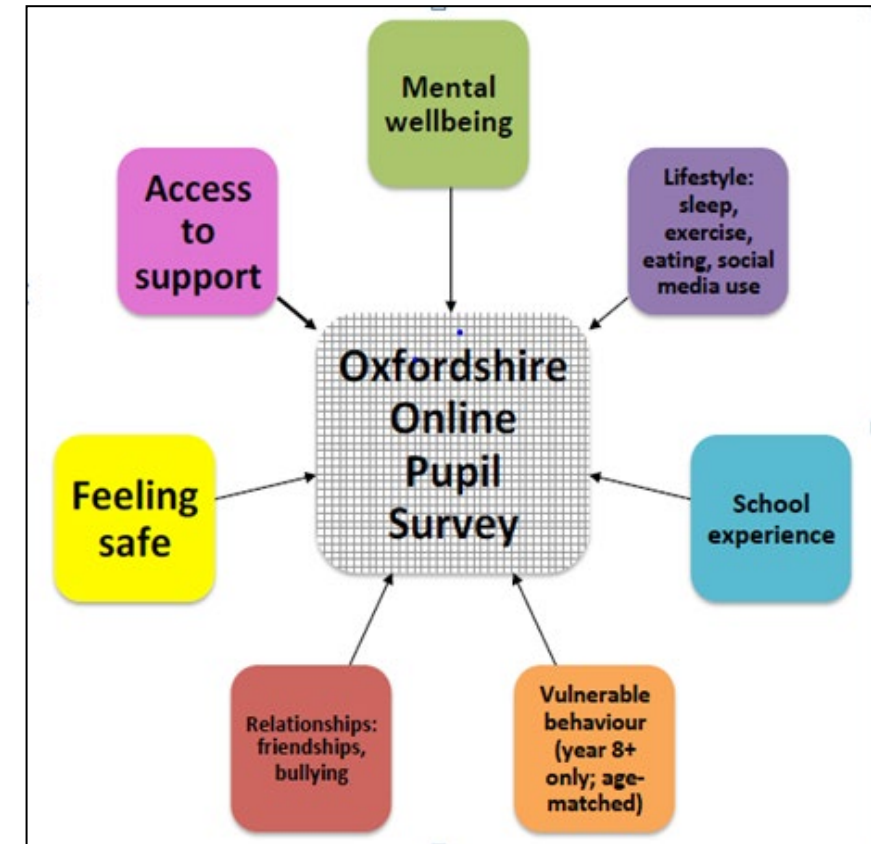 Mental
wellbeing
Access
to
support
Lifestyle:
sleep,
exercise,
eating, social
media use
Oxfordshire
Online
Pupil
Survey
Feeling
safe
School
experience
Relationships:
friendships,
bullying
Vulnerable
behaviour
(year 8+
only; age-
matched)